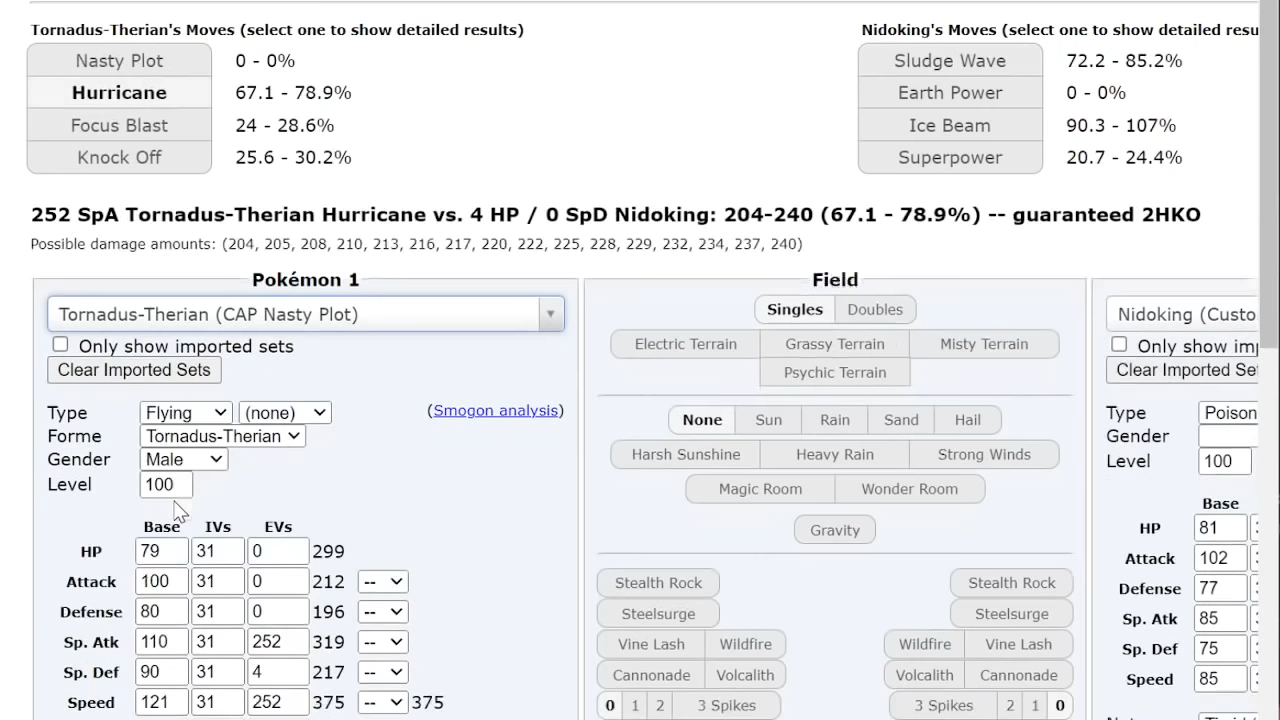 Tornadus-Therian's Moves (select one to show detailed results)
Nidoking's Moves (select one to show detailed resu
Nasty Plot 0 - 0%
Sludge Wave 72.2 - 85.2%
Hurricane 67.1 - 78.9%
Earth Power 0 - 0%
Focus Blast 24 - 28.6%
Ice Beam 90.3 - 107%
Knock Off 25.6 - 30.2%
Superpower 20.7 - 24.4%
252 SpA Tornadus-Therian Hurricane vs. 4 HP / 0 SpD Nidoking: 204-240 (67.1 - 78.9%) -- guaranteed 2HKO
Possible damage amounts: (204, 205, 208, 210, 213, 216, 217, 220, 222, 225, 228, 229, 232, 234, 237, 240)
Pokémon 1
Tornadus-Therian (CAP Nasty Plot)
Only show imported sets
Clear Imported Sets
Type Flying (none) (Smogon analysis)
Forme Tornadus-Therian
Gender Male
Level 100
Base IVs EVs
HP 79 31 0 299
Attack 100 31 0 212 --
Defense 80 31 0 196 --
Sp. Atk 110 31 252 319 --
Sp. Def 90 31 4 217 --
Speed 121 31 252 375 -- 375
Field
Singles Doubles
Electric Terrain Grassy Terrain Misty Terrain
Psychic Terrain
None Sun Rain Sand Hail
Harsh Sunshine Heavy Rain Strong Winds
Magic Room Wonder Room
Gravity
Stealth Rock Stealth Rock
Steelsurge Steelsurge
Vine Lash Wildfire Wildfire Vine Lash
Cannonade Volcalith Volcalith Cannonade
0 1 2 3 Spikes 3 Spikes 2 1 0
Nidoking (Custo
Only show imp
Clear Imported Set
Type Poison
Gender
Level 100
Base
HP 81
Attack 102
Defense 77
Sp. Atk 85
Sp. Def 75
Speed 85